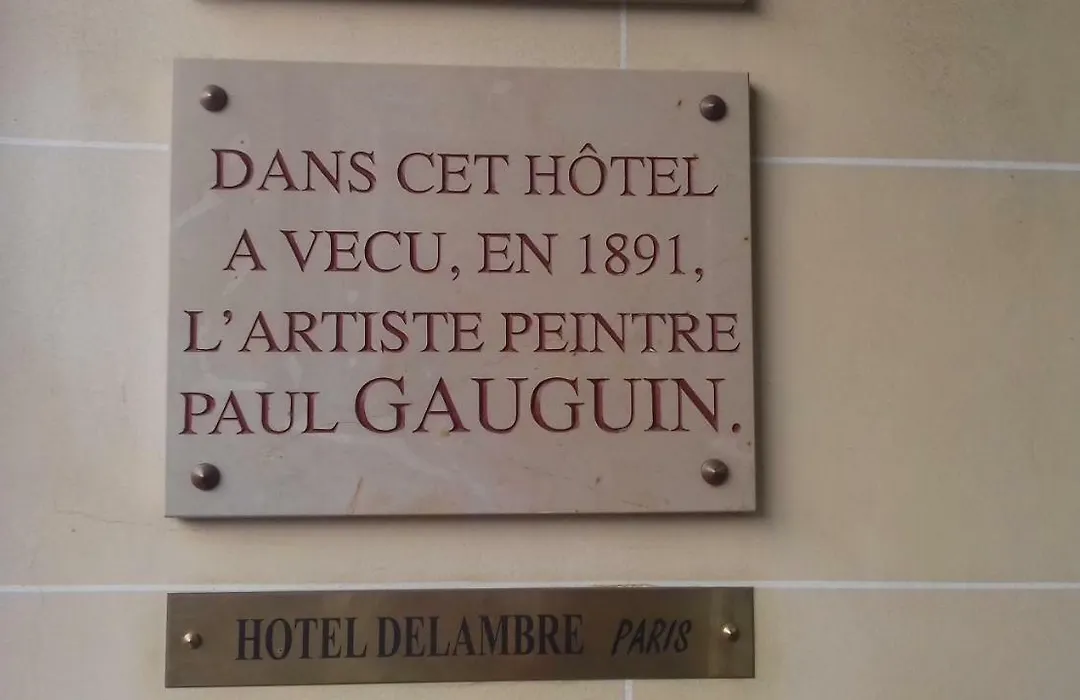 DANS CET HÔTEL
A VECU, EN 1891,
L'ARTISTE PEINTRE
PAUL GAUGUIN.
HOTEL DELAMBRE PARIS